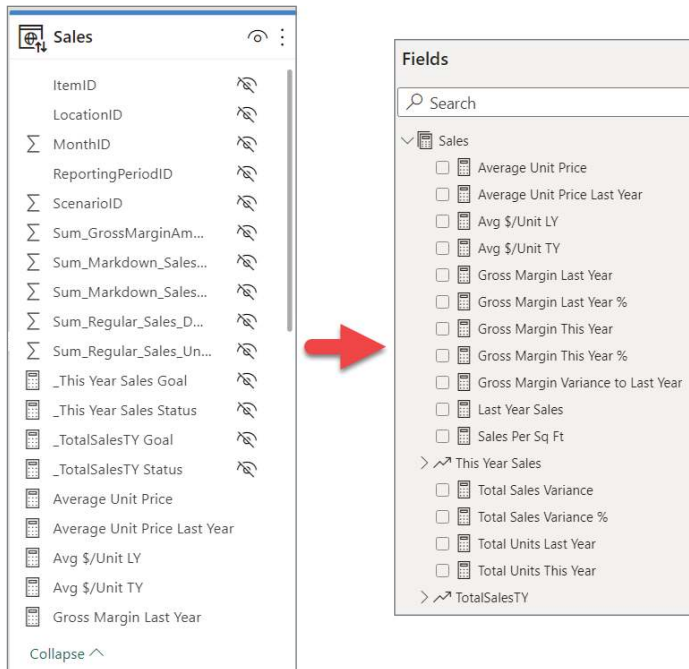 Sales
ItemID
LocationID
MonthID
ReportingPeriodID
ScenarioID
Sum_GrossMarginAm...
Sum_Markdown_Sales...
Sum_Markdown_Sales...
Sum_Regular_Sales_D...
Sum_Regular_Sales_Un...
_This Year Sales Goal
_This Year Sales Status
_TotalSalesTY Goal
_TotalSalesTY Status
Average Unit Price
Average Unit Price Last Year
Avg $/Unit LY
Avg $/Unit TY
Gross Margin Last Year
Collapse
Fields
Search
Sales
Average Unit Price
Average Unit Price Last Year
Avg $/Unit LY
Avg $/Unit TY
Gross Margin Last Year
Gross Margin Last Year %
Gross Margin This Year
Gross Margin This Year %
Gross Margin Variance to Last Year
Last Year Sales
Sales Per Sq Ft
This Year Sales
Total Sales Variance
Total Sales Variance %
Total Units Last Year
Total Units This Year
TotalSalesTY